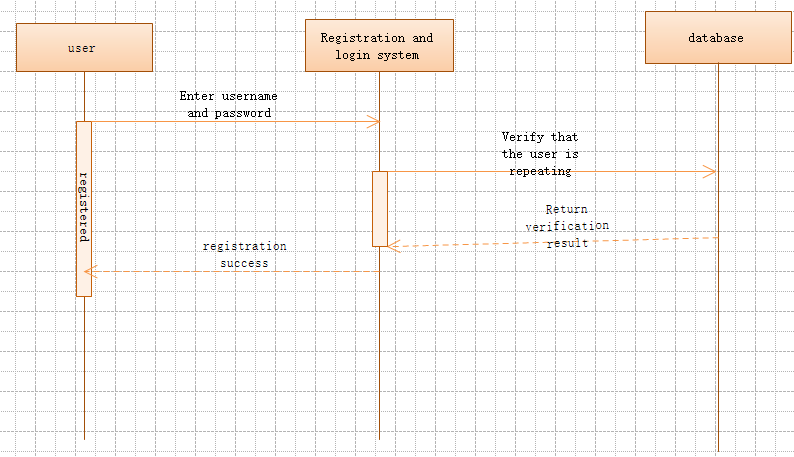 user
Registration and
login system
database
Enter username
and password
Verify that
the user is
repeating
registered
Return
verification
result
registration
success